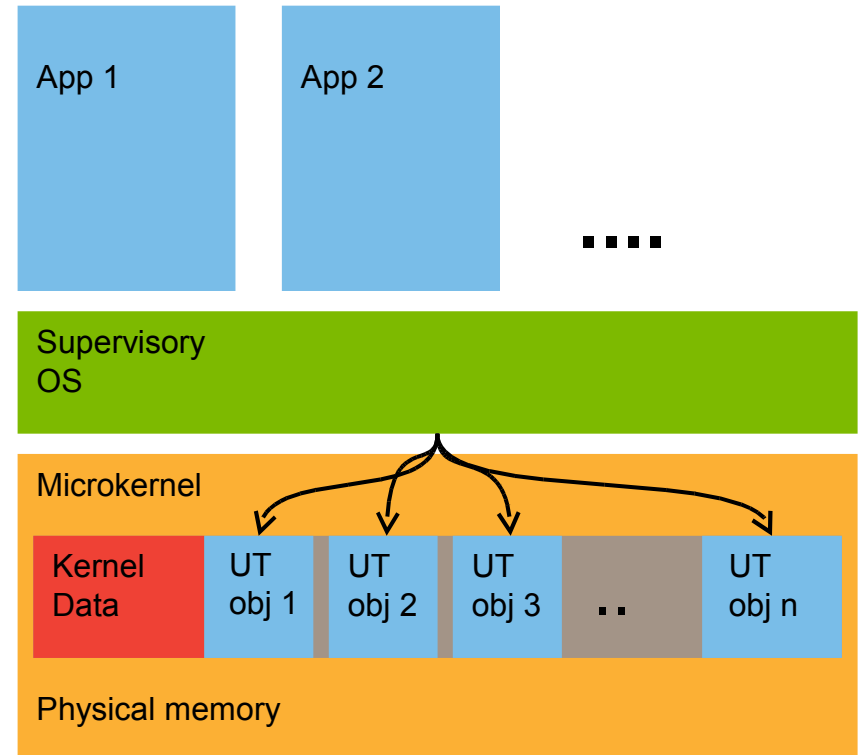 App 1
App 2
....
Supervisory
OS
Microkernel
Kernel
Data
UT
obj 1
UT
obj 2
UT
obj 3
..
UT
obj n
Physical memory